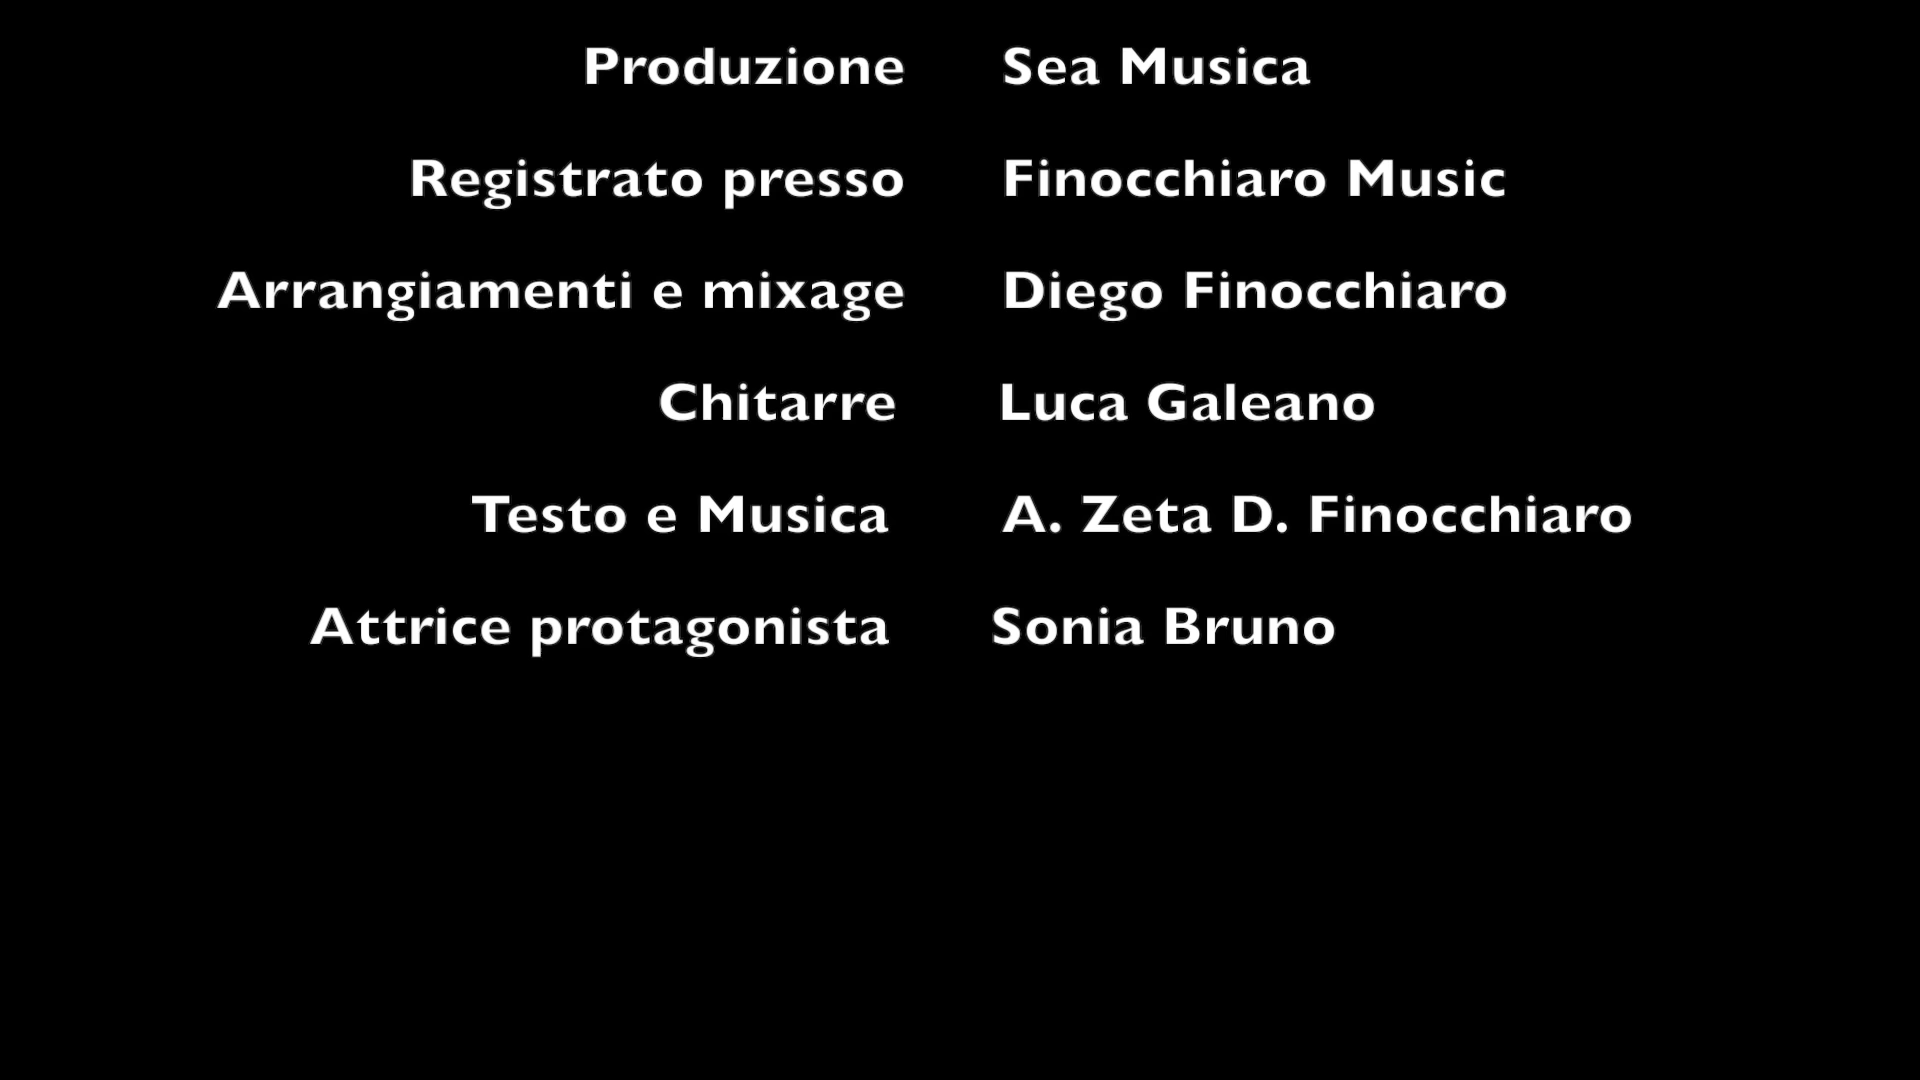 Produzione Sea Musica
Registrato presso Finocchiaro Music
Arrangiamenti e mixage Diego Finocchiaro
Chitarre Luca Galeano
Testo e Musica A. Zeta D. Finocchiaro
Attrice protagonista Sonia Bruno